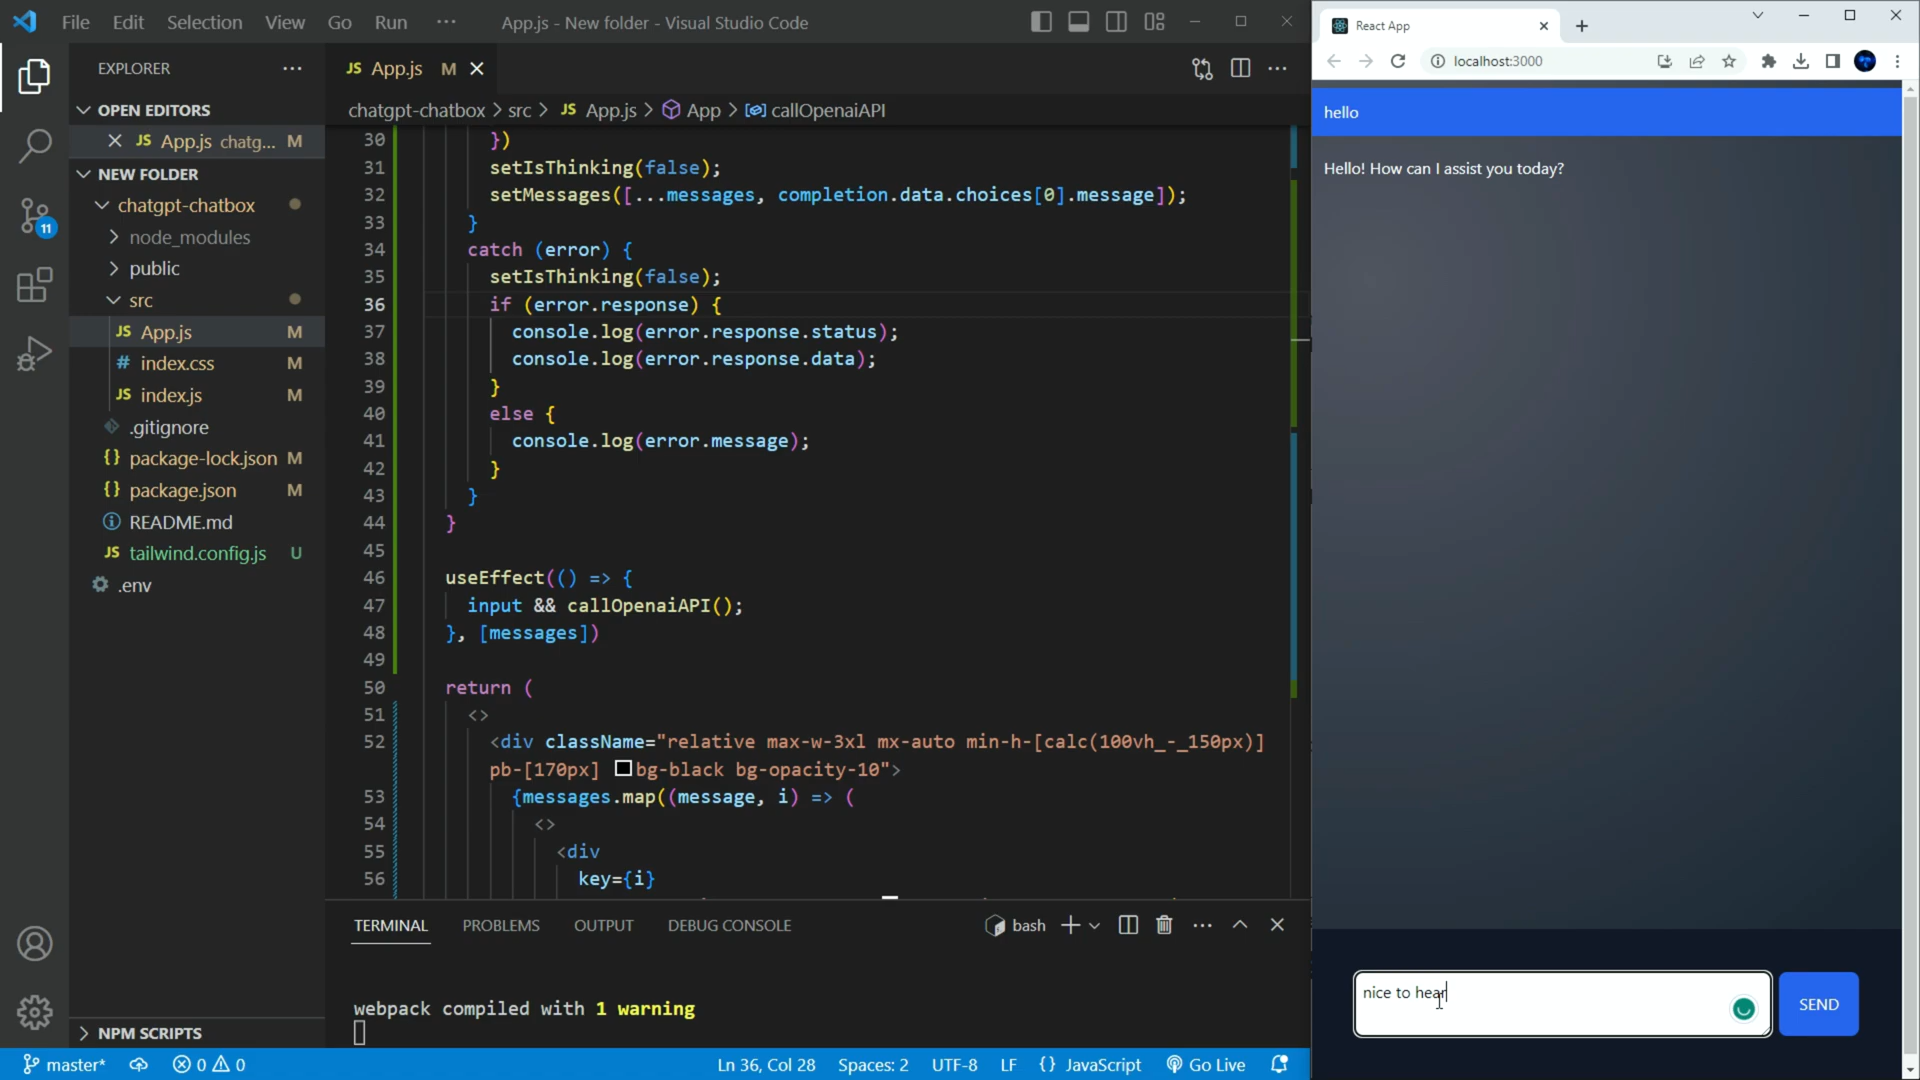 File Edit Selection View Go Run ··· App.js - New folder - Visual Studio Code
EXPLORER ···
OPEN EDITORS
JS App.js chatg... M
NEW FOLDER
chatgpt-chatbox
node_modules
public
src
JS App.js M
# index.css M
JS index.js M
.gitignore
{} package-lock.json M
{} package.json M
README.md
JS tailwind.config.js U
.env
NPM SCRIPTS
11
JS App.js M
chatgpt-chatbox > src > JS App.js > App > callOpenaiAPI
30 })
31 setIsThinking(false);
32 setMessages([...messages, completion.data.choices[0].message]);
33 }
34 catch (error) {
35 setIsThinking(false);
36 if (error.response) {
37 console.log(error.response.status);
38 console.log(error.response.data);
39 }
40 else {
41 console.log(error.message);
42 }
43 }
44 }
45
46 useEffect(() => {
47 input && callOpenaiAPI();
48 }, [messages])
49
50 return (
51 <>
52 <div className="relative max-w-3xl mx-auto min-h-[calc(100vh_-_150px)]
pb-[170px] bg-black bg-opacity-10">
53 {messages.map((message, i) => (
54 <>
55 <div
56 key={i}
TERMINAL PROBLEMS OUTPUT DEBUG CONSOLE bash
webpack compiled with 1 warning
master* 0 0 Ln 36, Col 28 Spaces: 2 UTF-8 LF {} JavaScript Go Live
React App
localhost:3000
hello
Hello! How can I assist you today?
nice to hear
SEND